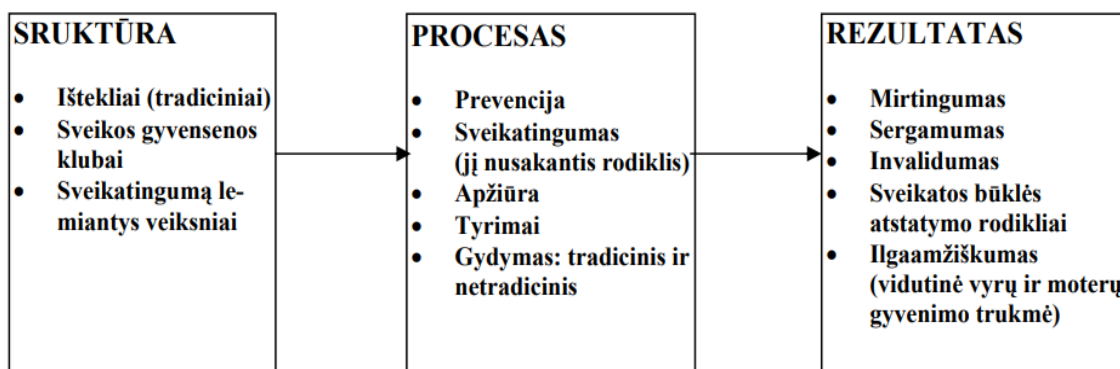 SRUKTŪRA
• Ištekliai (tradiciniai)
• Sveikos gyvensenos
klubai
• Sveikatingumą le-
miantys veiksniai
PROCESAS
• Prevencija
• Sveikatingumas
(jį nusakantis rodiklis)
• Apžiūra
• Tyrimai
• Gydymas: tradicinis ir
netradicinis
REZULTATAS
• Mirtingumas
• Sergamumas
• Invalidumas
• Sveikatos būklės
atstatymo rodikliai
• Ilgaamžiškumas
(vidutinė vyrų ir moterų
gyvenimo trukmė)